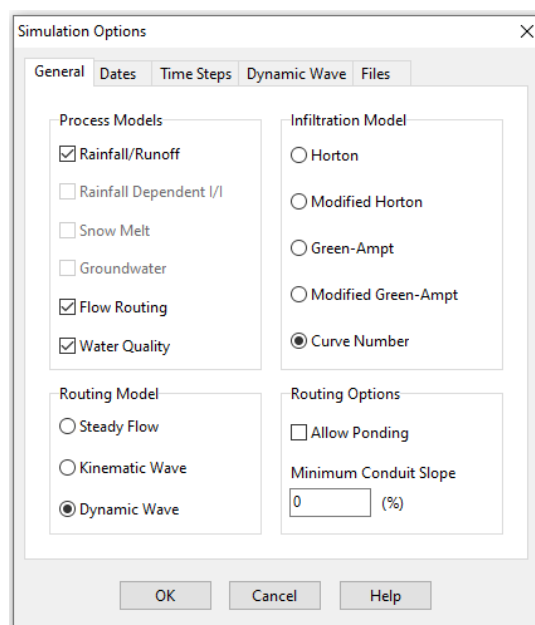 Simulation Options
General Dates Time Steps Dynamic Wave Files
Process Models
Rainfall/Runoff
Rainfall Dependent I/I
Snow Melt
Groundwater
Flow Routing
Water Quality
Infiltration Model
Horton
Modified Horton
Green-Ampt
Modified Green-Ampt
Curve Number
Routing Model
Steady Flow
Kinematic Wave
Dynamic Wave
Routing Options
Allow Ponding
Minimum Conduit Slope
0 (%)
OK Cancel Help